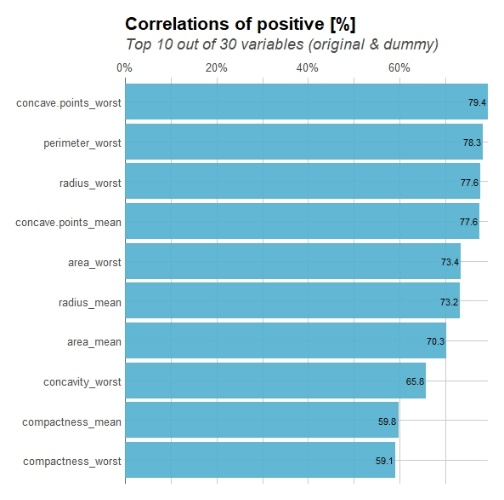 Correlations of positive [%]
Top 10 out of 30 variables (original & dummy)
0% 20% 40% 60%
concave.points_worst 79.4
perimeter_worst 78.3
radius_worst 77.6
concave.points_mean 77.6
area_worst 73.4
radius_mean 73.2
area_mean 70.3
concavity_worst 65.8
compactness_mean 59.8
compactness_worst 59.1